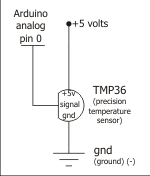 Arduino
analog
pin 0
+5 volts
+5v
signal
gnd
TMP36
(precision
temperature
sensor)
gnd
(ground) (-)